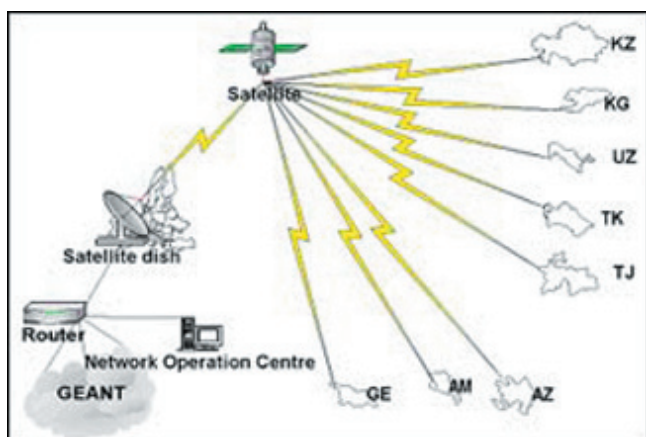 KZ
Satellite
KG
UZ
TK
Satellite dish
TJ
Router
Network Operation Centre
GEANT
GE
AM
AZ